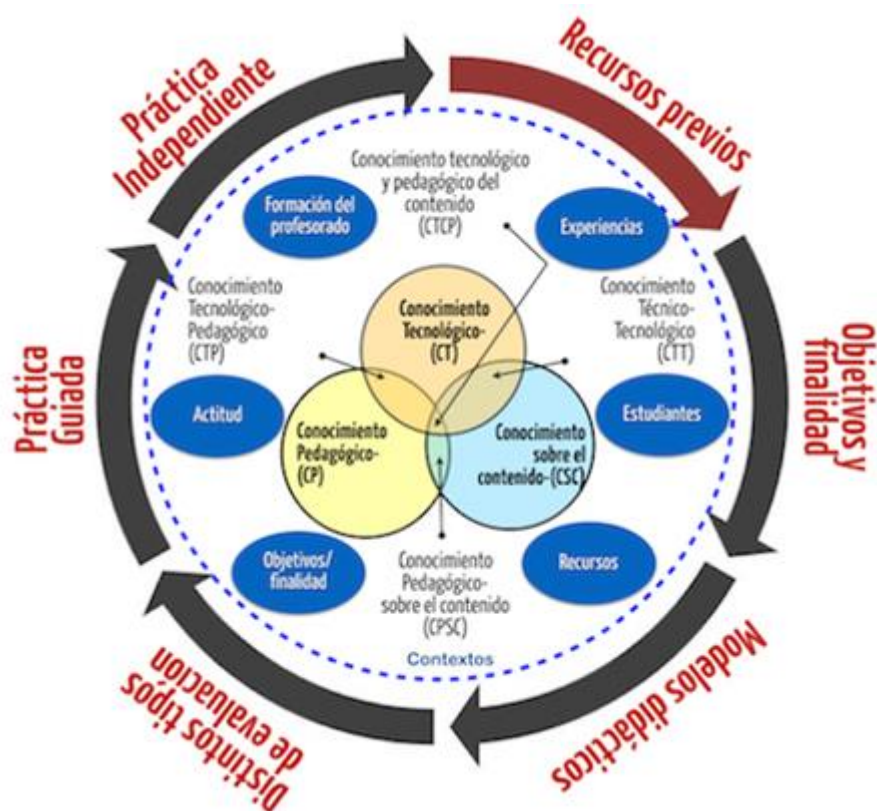 Recursos previos
Objetivos y
finalidad
Modelos didácticos
Distintos tipos
de evaluacion
Práctica
Guiada
Práctica
Independiente
Conocimiento tecnológico
y pedagógico del
contenido
(CTCP)
Formación del
profesorado
Experiencias
Conocimiento
Tecnológico-
Pedagógico
(CTP)
Conocimiento
Tecnológico-
(CT)
Conocimiento
Técnico-
Tecnológico
(CTT)
Actitud
Conocimiento
Pedagógico-
(CP)
Conocimiento
sobre el
contenido-(CSC)
Estudiantes
Objetivos/
finalidad
Conocimiento
Pedagógico-
sobre el contenido
(CPSC)
Recursos
Contextos